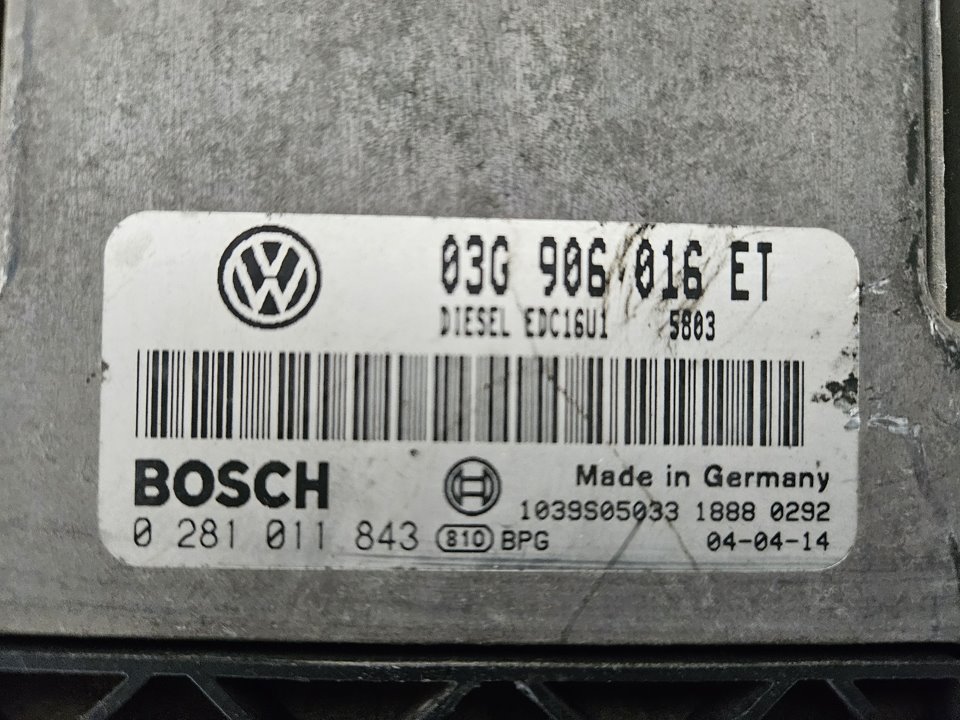 03G 906 016 ET
DIESEL EDC16U1 5803
BOSCH
Made in Germany
1039S05033 1888 0292
0 281 011 843 810 BPG 04-04-14